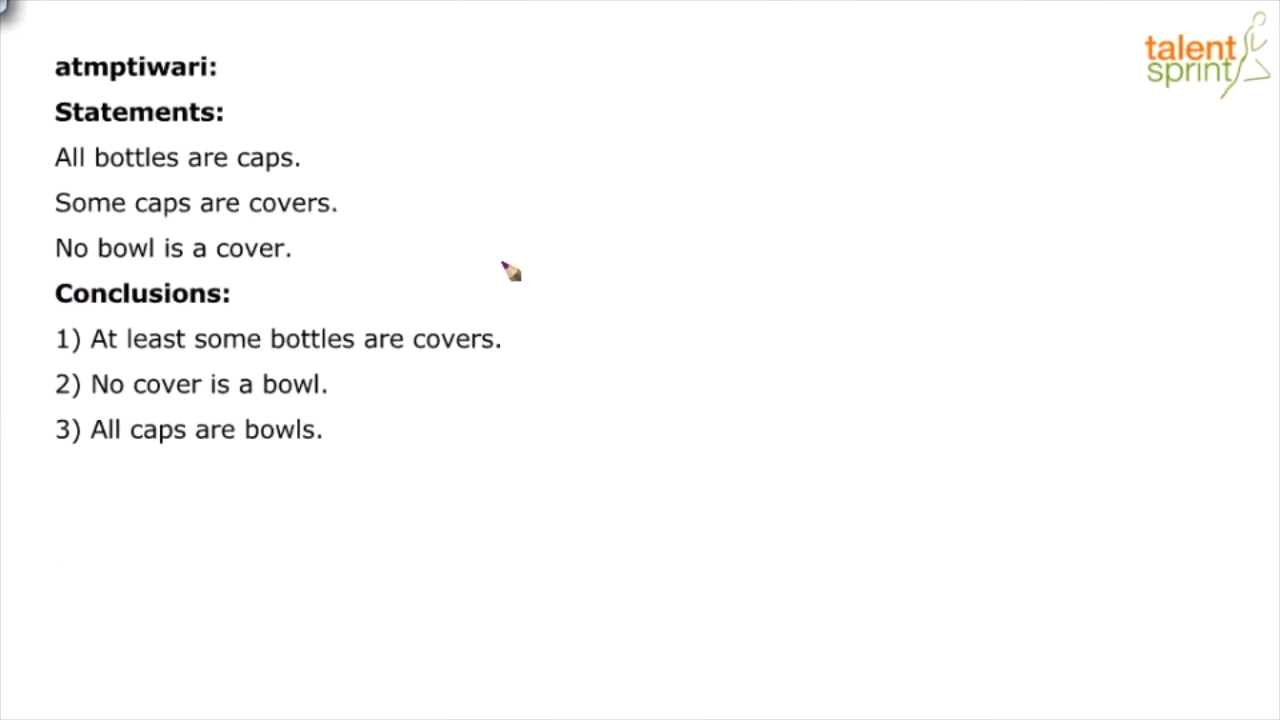 talent
sprint
atmptiwari:
Statements:
All bottles are caps.
Some caps are covers.
No bowl is a cover.
Conclusions:
1) At least some bottles are covers.
2) No cover is a bowl.
3) All caps are bowls.